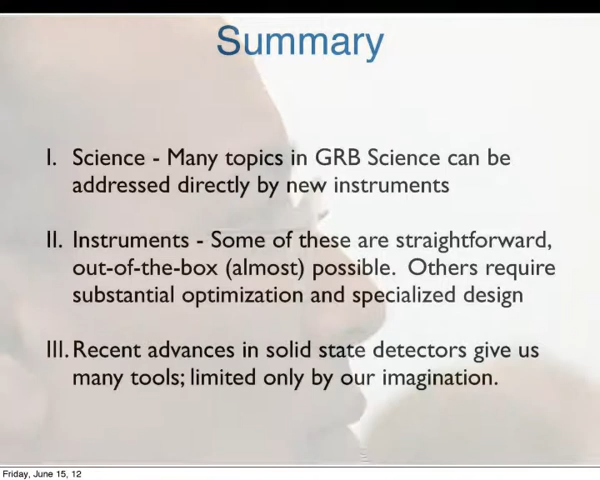 Summary
I. Science - Many topics in GRB Science can be
addressed directly by new instruments
II. Instruments - Some of these are straightforward,
out-of-the-box (almost) possible. Others require
substantial optimization and specialized design
III. Recent advances in solid state detectors give us
many tools; limited only by our imagination.
Friday, June 15, 12